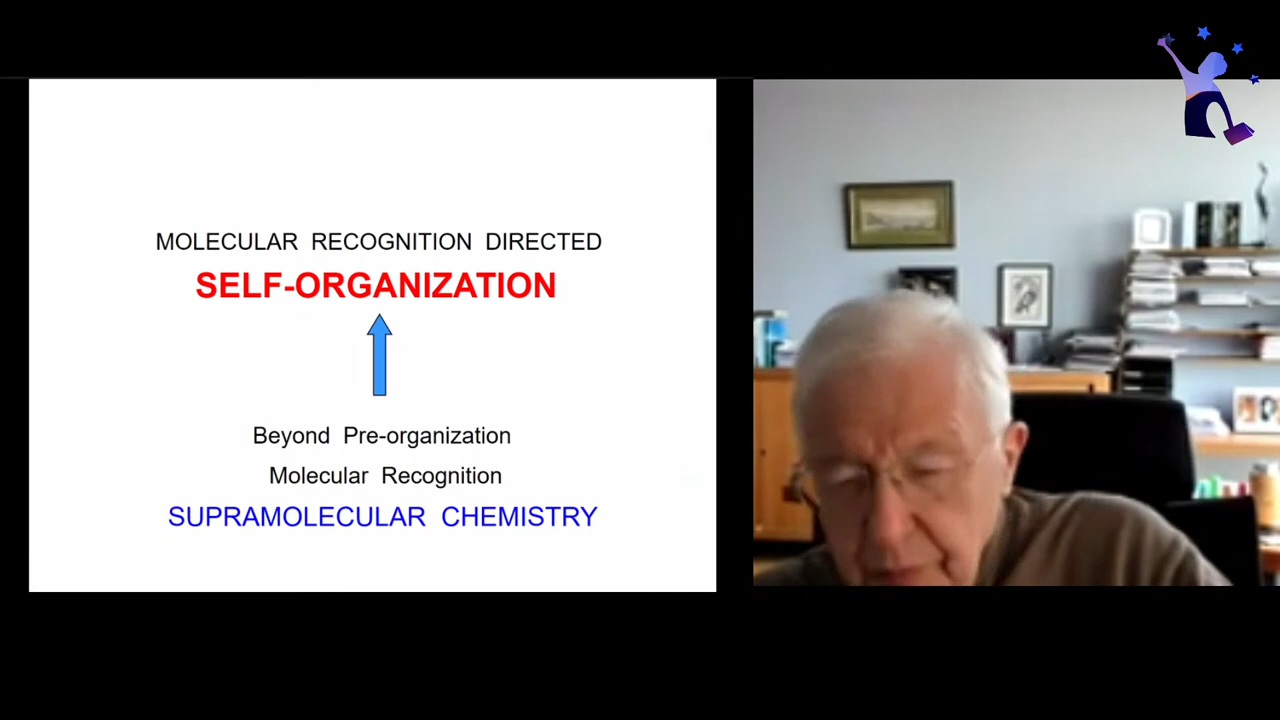 MOLECULAR RECOGNITION DIRECTED
SELF-ORGANIZATION
Beyond Pre-organization
Molecular Recognition
SUPRAMOLECULAR CHEMISTRY